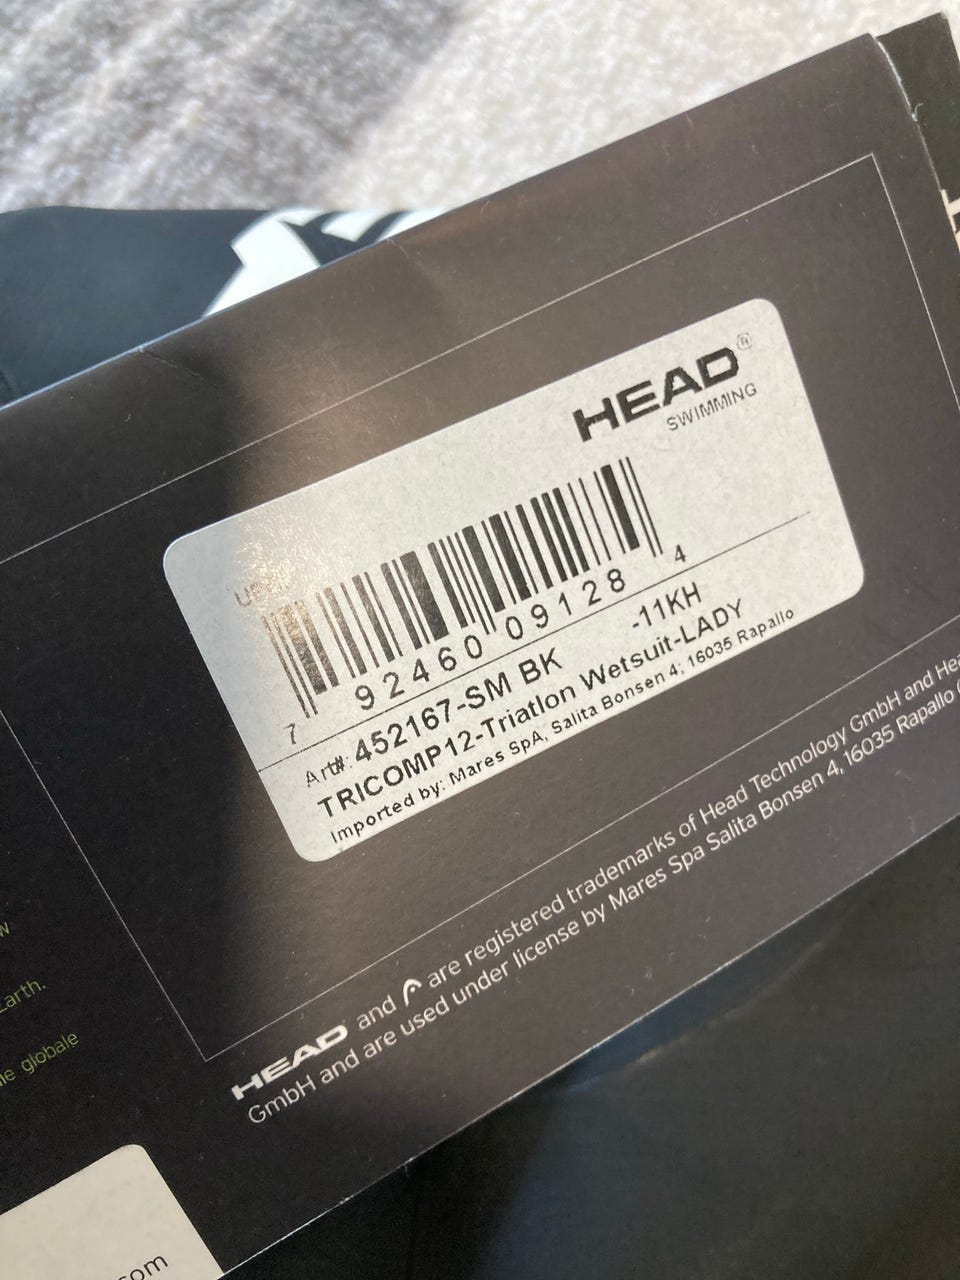 HEAD®
SWIMMING
7 92460 09128 4
Art#: 452167-SM BK -11KH
TRICOMP12-Triatlon Wetsuit-LADY
Imported by: Mares SpA, Salita Bonsen 4; 16035 Rapallo
HEAD and are registered trademarks of Head Technology GmbH and
GmbH and are used under license by Mares Spa Salita Bonsen 4, 16035 Rapallo
Earth.
globale
com